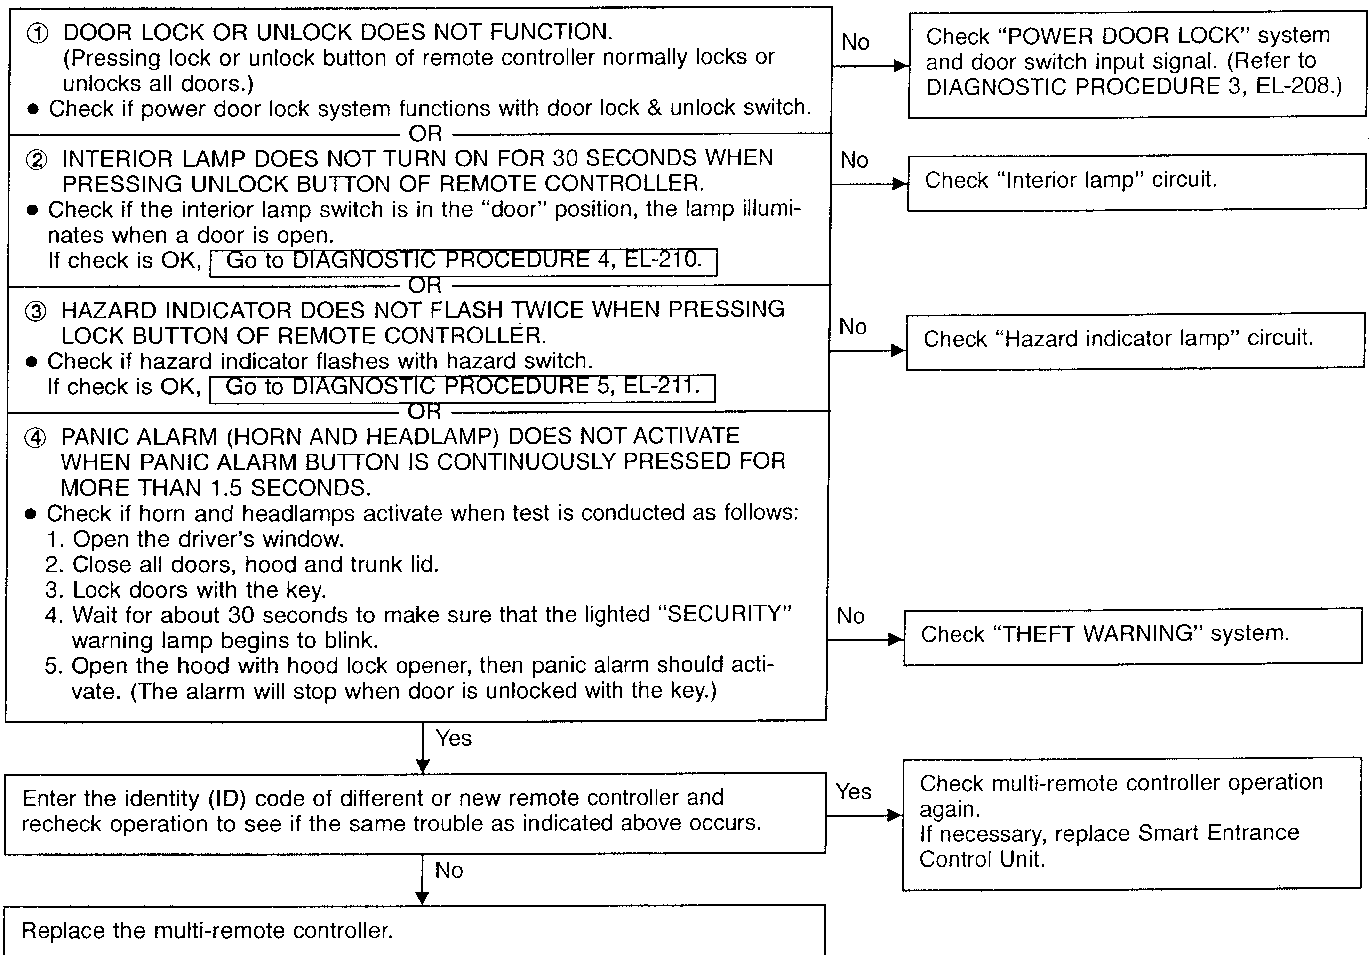 ① DOOR LOCK OR UNLOCK DOES NOT FUNCTION.
(Pressing lock or unlock button of remote controller normally locks or
unlocks all doors.)
● Check if power door lock system functions with door lock & unlock switch.
No
Check “POWER DOOR LOCK” system
and door switch input signal. (Refer to
DIAGNOSTIC PROCEDURE 3, EL-208.)
OR
② INTERIOR LAMP DOES NOT TURN ON FOR 30 SECONDS WHEN
PRESSING UNLOCK BUTTON OF REMOTE CONTROLLER.
● Check if the interior lamp switch is in the “door” position, the lamp illumi-
nates when a door is open.
If check is OK, Go to DIAGNOSTIC PROCEDURE 4, EL-210.
No
Check “Interior lamp” circuit.
OR
③ HAZARD INDICATOR DOES NOT FLASH TWICE WHEN PRESSING
LOCK BUTTON OF REMOTE CONTROLLER.
● Check if hazard indicator flashes with hazard switch.
If check is OK, Go to DIAGNOSTIC PROCEDURE 5, EL-211.
No
Check “Hazard indicator lamp” circuit.
OR
④ PANIC ALARM (HORN AND HEADLAMP) DOES NOT ACTIVATE
WHEN PANIC ALARM BUTTON IS CONTINUOUSLY PRESSED FOR
MORE THAN 1.5 SECONDS.
● Check if horn and headlamps activate when test is conducted as follows:
1. Open the driver’s window.
2. Close all doors, hood and trunk lid.
3. Lock doors with the key.
4. Wait for about 30 seconds to make sure that the lighted “SECURITY”
warning lamp begins to blink.
5. Open the hood with hood lock opener, then panic alarm should acti-
vate. (The alarm will stop when door is unlocked with the key.)
No
Check “THEFT WARNING” system.
Yes
Enter the identity (ID) code of different or new remote controller and
recheck operation to see if the same trouble as indicated above occurs.
Yes
Check multi-remote controller operation
again.
If necessary, replace Smart Entrance
Control Unit.
No
Replace the multi-remote controller.